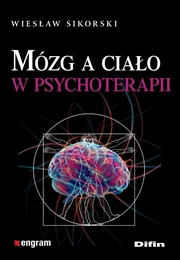 WIESŁAW SIKORSKI
MÓZG A CIAŁO
W PSYCHOTERAPII
engram
Difin